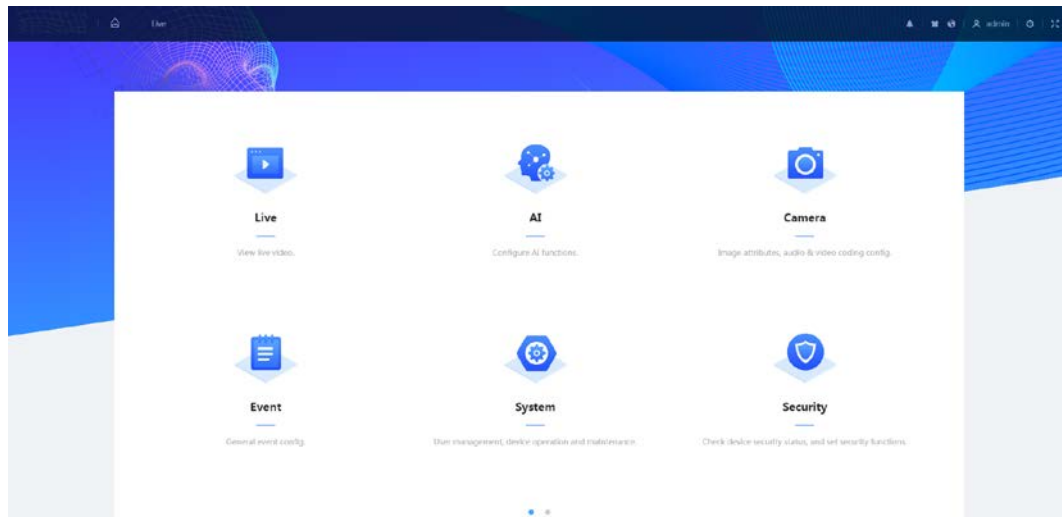 Live
admin
Live
AI
Camera
View live video.
Configure AI functions.
Image attributes, audio & video coding config.
Event
System
Security
General event config.
User management, device operation and maintenance
Check device security status, and set security functions